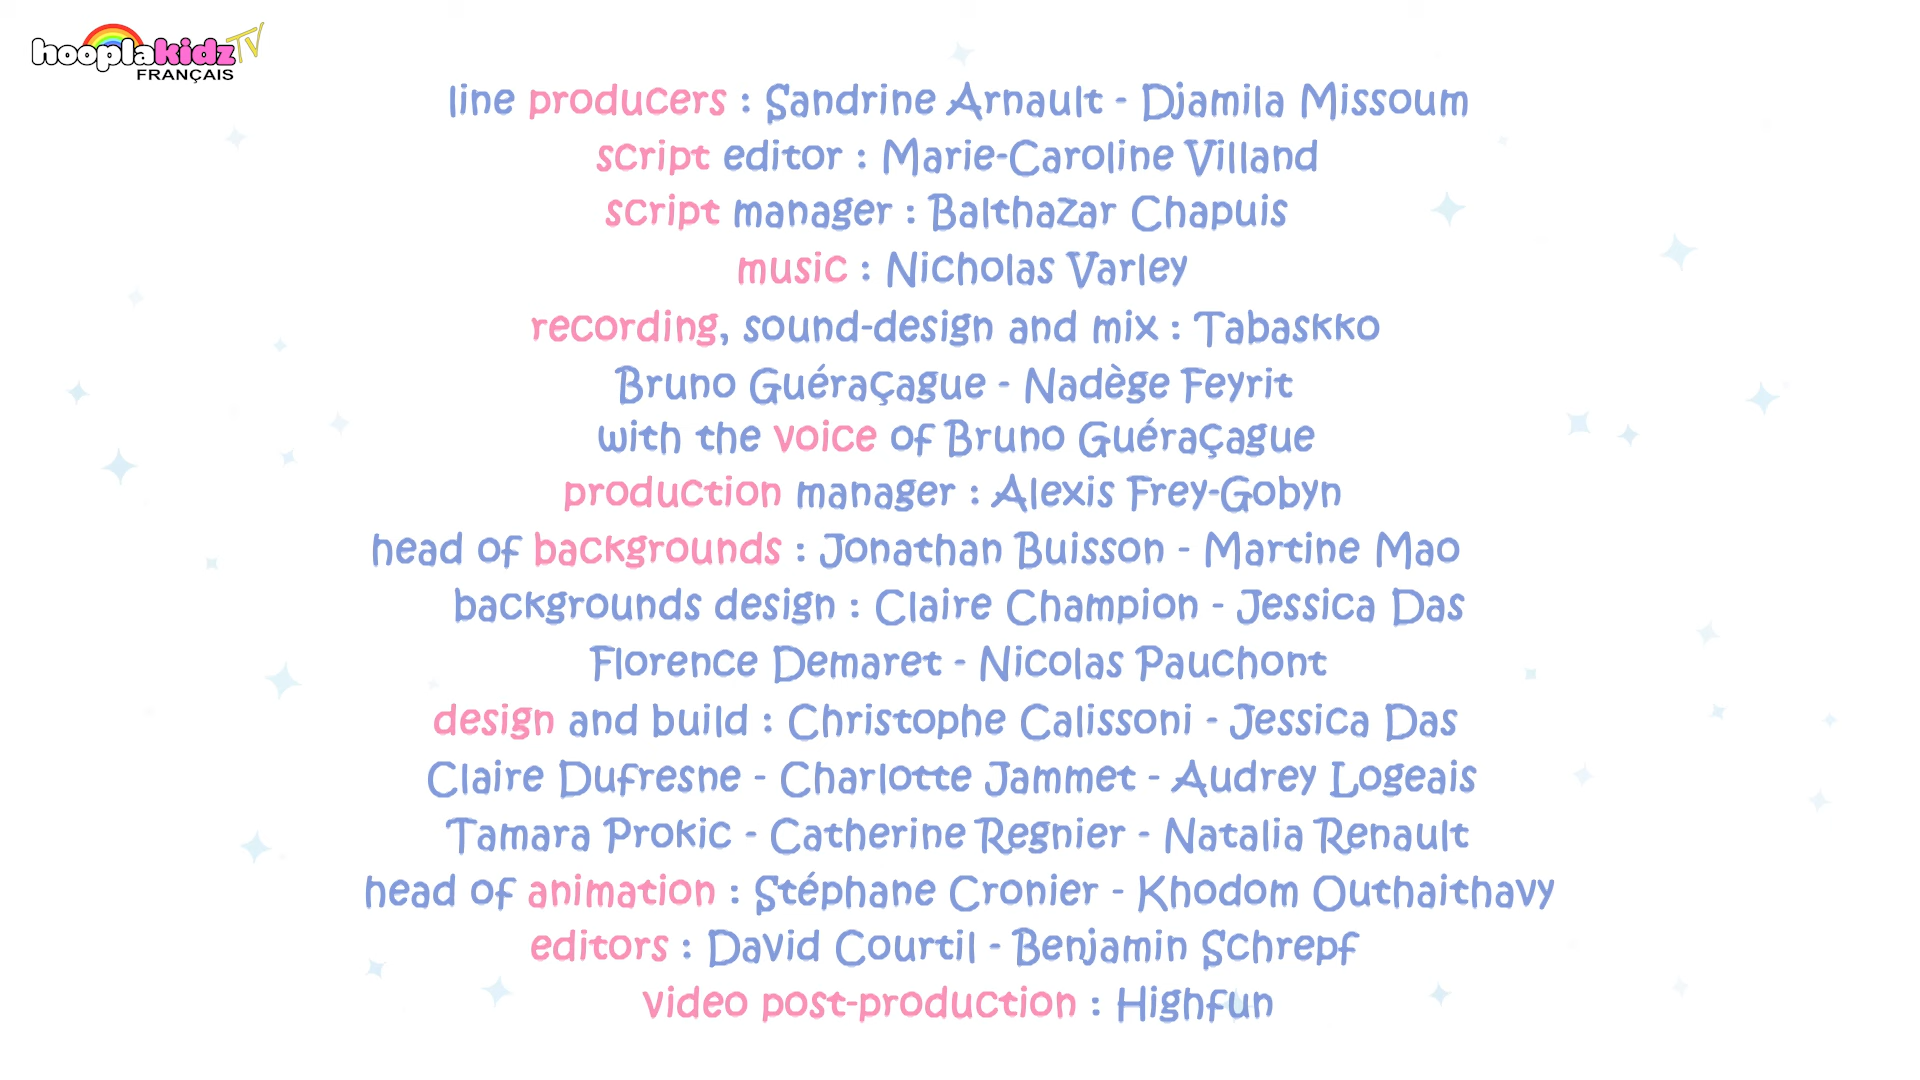 hooplakidz TV
FRANÇAIS
line producers : Sandrine Arnault - Djamila Missoum
script editor : Marie-Caroline Villand
script manager : Balthazar Chapuis
music : Nicholas Varley
recording, sound-design and mix : Tabaskko
Bruno Guéraçague - Nadège Feyrit
with the voice of Bruno Guéraçague
production manager : Alexis Frey-Gobyn
head of backgrounds : Jonathan Buisson - Martine Mao
backgrounds design : Claire Champion - Jessica Das
Florence Demaret - Nicolas Pauchont
design and build : Christophe Calissoni - Jessica Das
Claire Dufresne - Charlotte Jammet - Audrey Logeais
Tamara Prokic - Catherine Regnier - Natalia Renault
head of animation : Stéphane Cronier - Khodom Outhaithavy
editors : David Courtil - Benjamin Schrepf
video post-production : Highfun